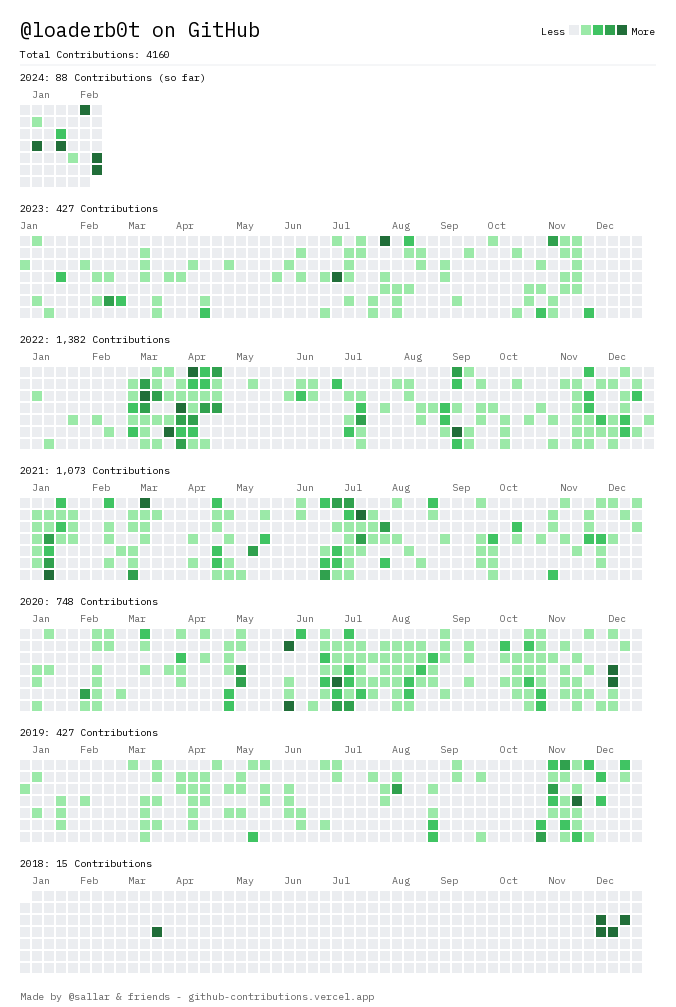 @loaderb0t on GitHub
Less More
Total Contributions: 4160
2024: 88 Contributions (so far)
Jan Feb
2023: 427 Contributions
Jan Feb Mar Apr May Jun Jul Aug Sep Oct Nov Dec
2022: 1,382 Contributions
Jan Feb Mar Apr May Jun Jul Aug Sep Oct Nov Dec
2021: 1,073 Contributions
Jan Feb Mar Apr May Jun Jul Aug Sep Oct Nov Dec
2020: 748 Contributions
Jan Feb Mar Apr May Jun Jul Aug Sep Oct Nov Dec
2019: 427 Contributions
Jan Feb Mar Apr May Jun Jul Aug Sep Oct Nov Dec
2018: 15 Contributions
Jan Feb Mar Apr May Jun Jul Aug Sep Oct Nov Dec
Made by @sallar & friends - github-contributions.vercel.app